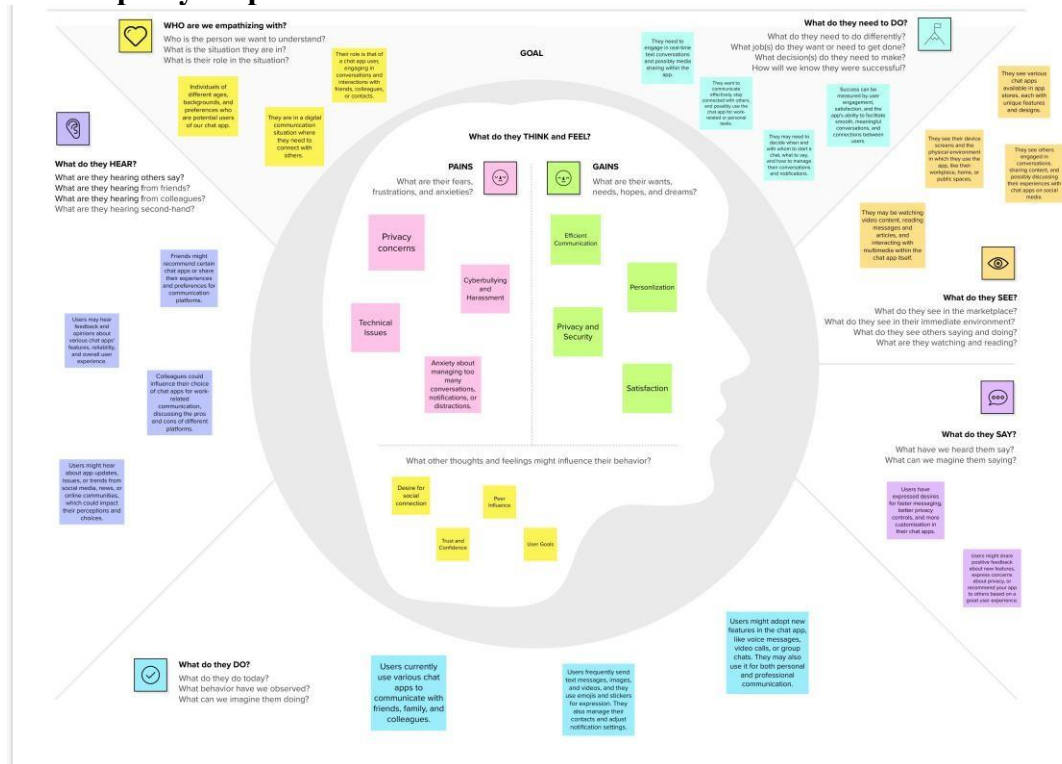 WHO are we empathizing with?
Who is the person we want to understand?
What is the situation they are in?
What is their role in the situation?
Individuals of
different ages,
backgrounds, and
preferences who
are potential users
of our chat app.
They are in a digital
communication
situation where
they need to
connect with
others.
Their role is that of
a chat app user,
engaging in
conversations and
interactions with
friends, colleagues,
or contacts.
GOAL
What do they need to DO?
What do they need to do differently?
What job(s) do they want or need to get done?
What decision(s) do they need to make?
How will we know they were successful?
They need to
engage in real-time
text conversations
and possibly media
sharing within the
app.
They want to
communicate
effectively, stay
connected with others,
and possibly use the
chat app for work-
related or personal
tasks.
They may need to
decide when and
with whom to start a
chat, what to say,
and how to manage
their conversations
and notifications.
Success can be
measured by user
engagement,
satisfaction, and the
app's ability to facilitate
smooth, meaningful
conversations, and
connections between
users.
They see various
chat apps
available in app
stores, each with
unique features
and designs.
They see their device
screens and the
physical environment
in which they use the
app, like their
workplace, home, or
public spaces.
They see others
engaged in
conversations,
sharing content, and
possibly discussing
their experiences with
chat apps on social
media.
They may be watching
video content, reading
messages and
articles, and
interacting with
multimedia within the
chat app itself.
What do they SEE?
What do they see in the marketplace?
What do they see in their immediate environment?
What do they see others saying and doing?
What are they watching and reading?
What do they HEAR?
What are they hearing others say?
What are they hearing from friends?
What are they hearing from colleagues?
What are they hearing second-hand?
Friends might
recommend certain
chat apps or share
their experiences
and preferences for
communication
platforms.
Users may hear
feedback and
opinions about
various chat apps'
features, reliability,
and overall user
experience.
Colleagues could
influence their choice
of chat apps for work-
related
communication,
discussing the pros
and cons of different
platforms.
Users might hear
about app updates,
issues, or trends from
social media, news, or
online communities,
which could impact
their perceptions and
choices.
What do they THINK and FEEL?
PAINS
What are their fears,
frustrations, and anxieties?
Privacy
concerns
Cyberbullying
and
Harassment
Technical
Issues
Anxiety about
managing too
many
conversations,
notifications, or
distractions.
GAINS
What are their wants,
needs, hopes, and dreams?
Efficient
Communication
Personlization
Privacy and
Security
Satisfaction
What other thoughts and feelings might influence their behavior?
Desire for
social
connection
Peer
Influence
Trust and
Confidence
User Goals
What do they SAY?
What have we heard them say?
What can we magine them saying?
Users have
expressed desires
for faster messaging,
better privacy
controls, and more
customisation in
their chat apps.
Users might share
positive feedback
about new features,
express concerns
about privacy, or
recommend your app
to others based on a
great user experience.
What do they DO?
What do they do today?
What behavior have we observed?
What can we imagine them doing?
Users currently
use various chat
apps to
communicate with
friends, family, and
colleagues.
Users frequently send
text messages, images,
and videos, and they
use emojis and stickers
for expression. They
also manage their
contacts and adjust
notification settings.
Users might adopt new
features in the chat app,
like voice messages,
video calls, or group
chats. They may also
use it for both personal
and professional
communication.